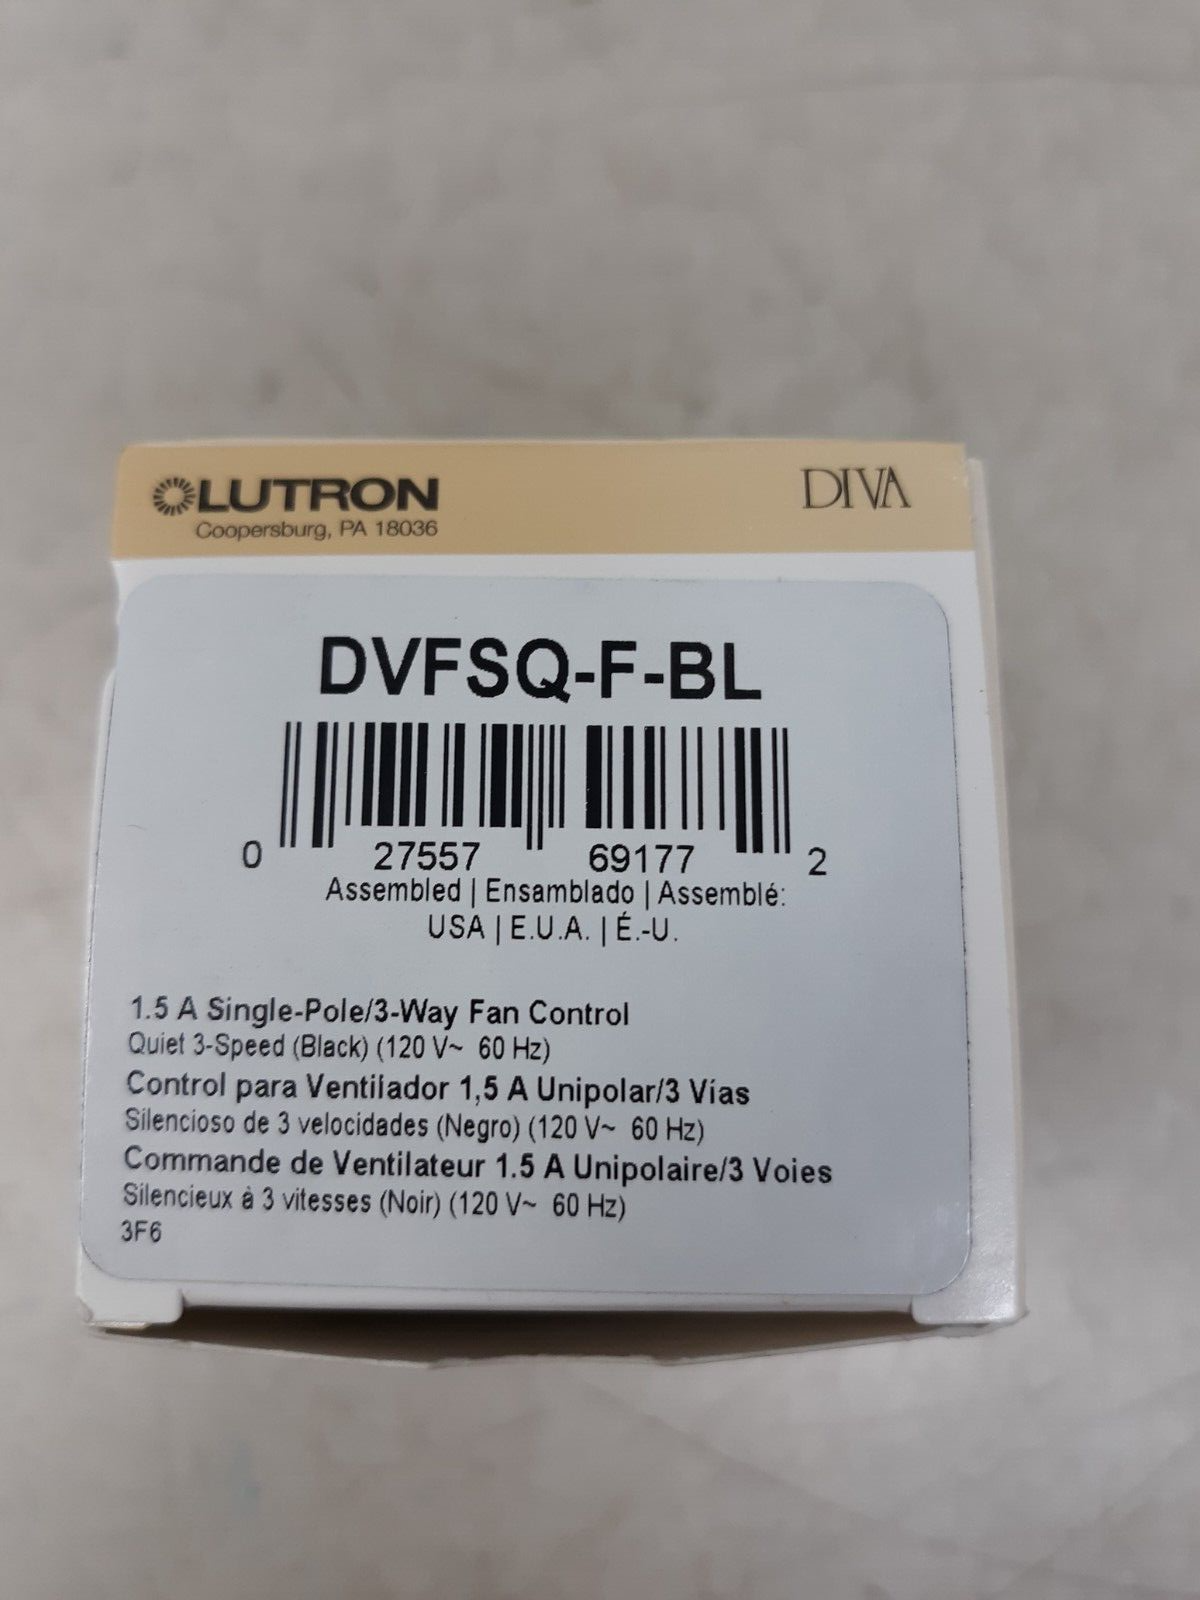 LUTRON
Coopersburg, PA 18036
DIVA
DVFSQ-F-BL
0 27557 69177 2
Assembled | Ensamblado | Assemblé:
USA | E.U.A. | É.-U.
1.5 A Single-Pole/3-Way Fan Control
Quiet 3-Speed (Black) (120 V~ 60 Hz)
Control para Ventilador 1,5 A Unipolar/3 Vías
Silencioso de 3 velocidades (Negro) (120 V~ 60 Hz)
Commande de Ventilateur 1.5 A Unipolaire/3 Voies
Silencieux à 3 vitesses (Noir) (120 V~ 60 Hz)
3F6